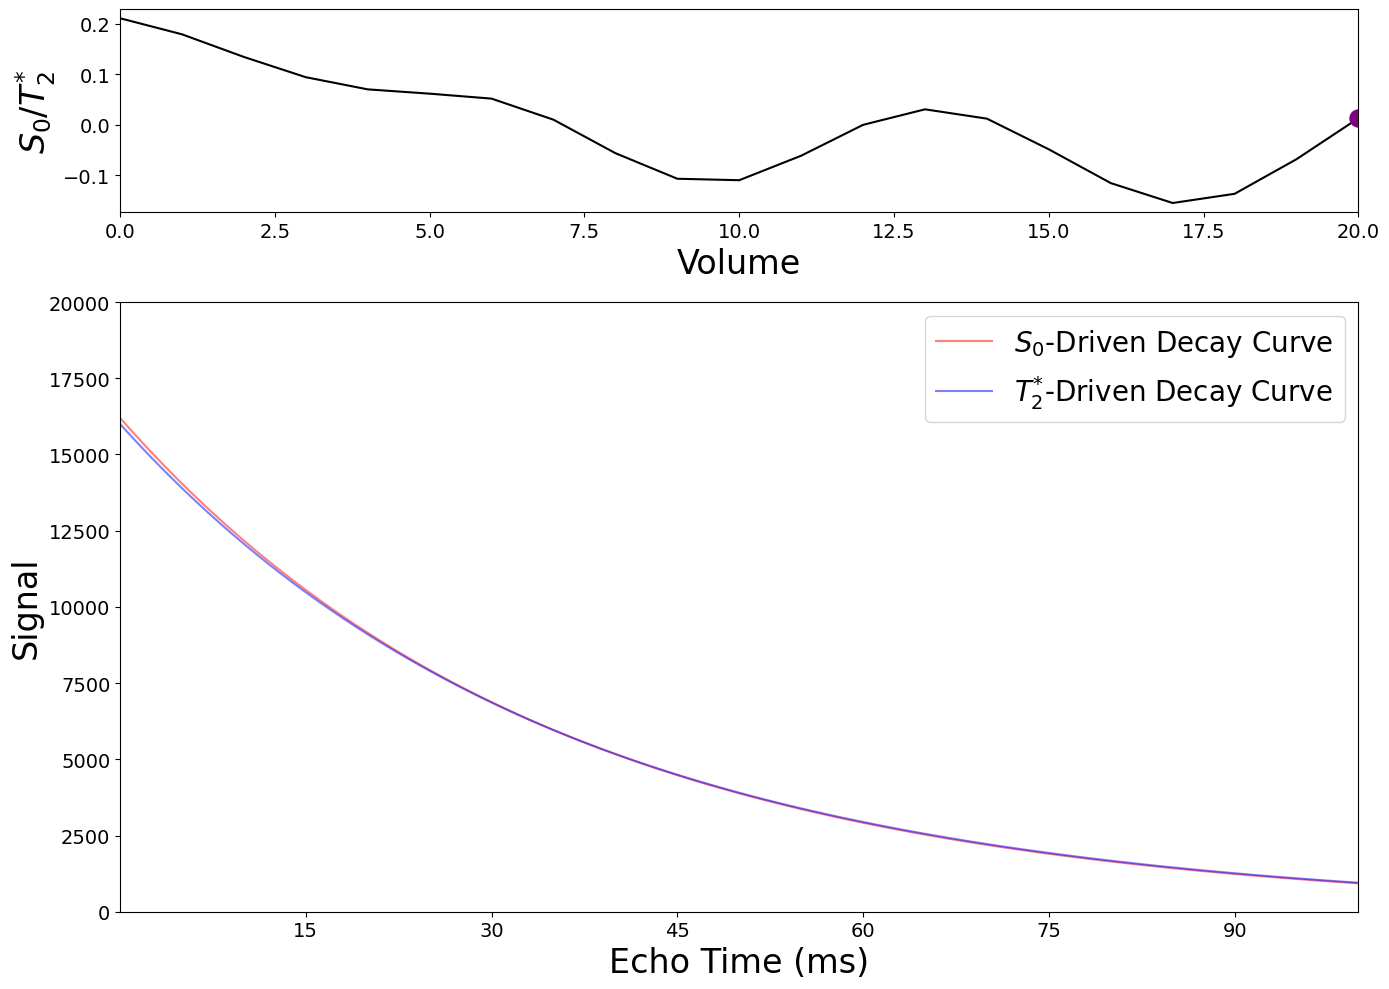 0.2
0.1
0.0
−0.1
S₀/T₂*
0.0 2.5 5.0 7.5 10.0 12.5 15.0 17.5 20.0
Volume
20000
17500
15000
12500
10000
7500
5000
2500
0
Signal
S₀-Driven Decay Curve
T₂*-Driven Decay Curve
15 30 45 60 75 90
Echo Time (ms)